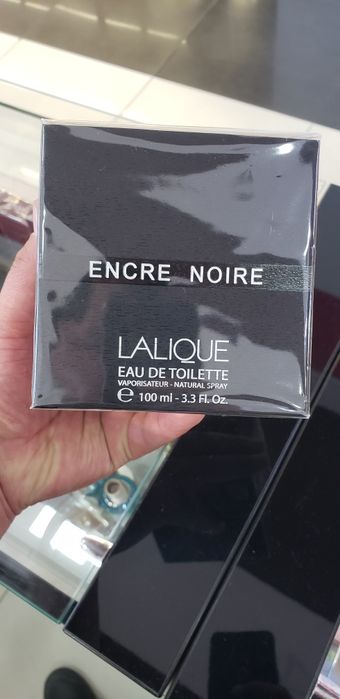 ENCRE NOIRE
LALIQUE
EAU DE TOILETTE
VAPORISATEUR - NATURAL SPRAY
℮ 100 ml - 3.3 Fl. Oz.